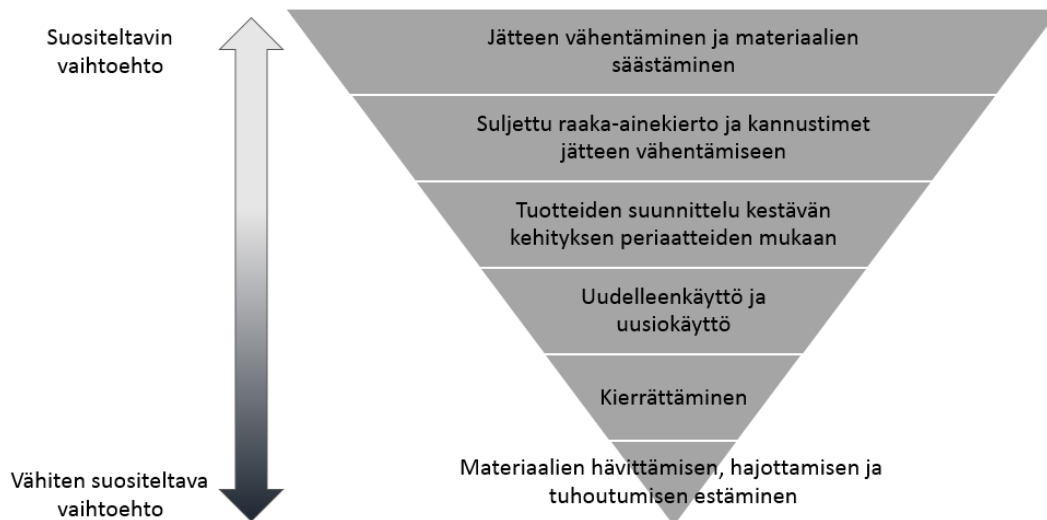 Suositeltavin
vaihtoehto
Jätteen vähentäminen ja materiaalien
säästäminen
Suljettu raaka-ainekierto ja kannustimet
jätteen vähentämiseen
Tuotteiden suunnittelu kestävän
kehityksen periaatteiden mukaan
Uudelleenkäyttö ja
uusiokäyttö
Kierrättäminen
Materiaalien hävittämisen, hajottamisen ja
tuhoutumisen estäminen
Vähiten suositeltava
vaihtoehto